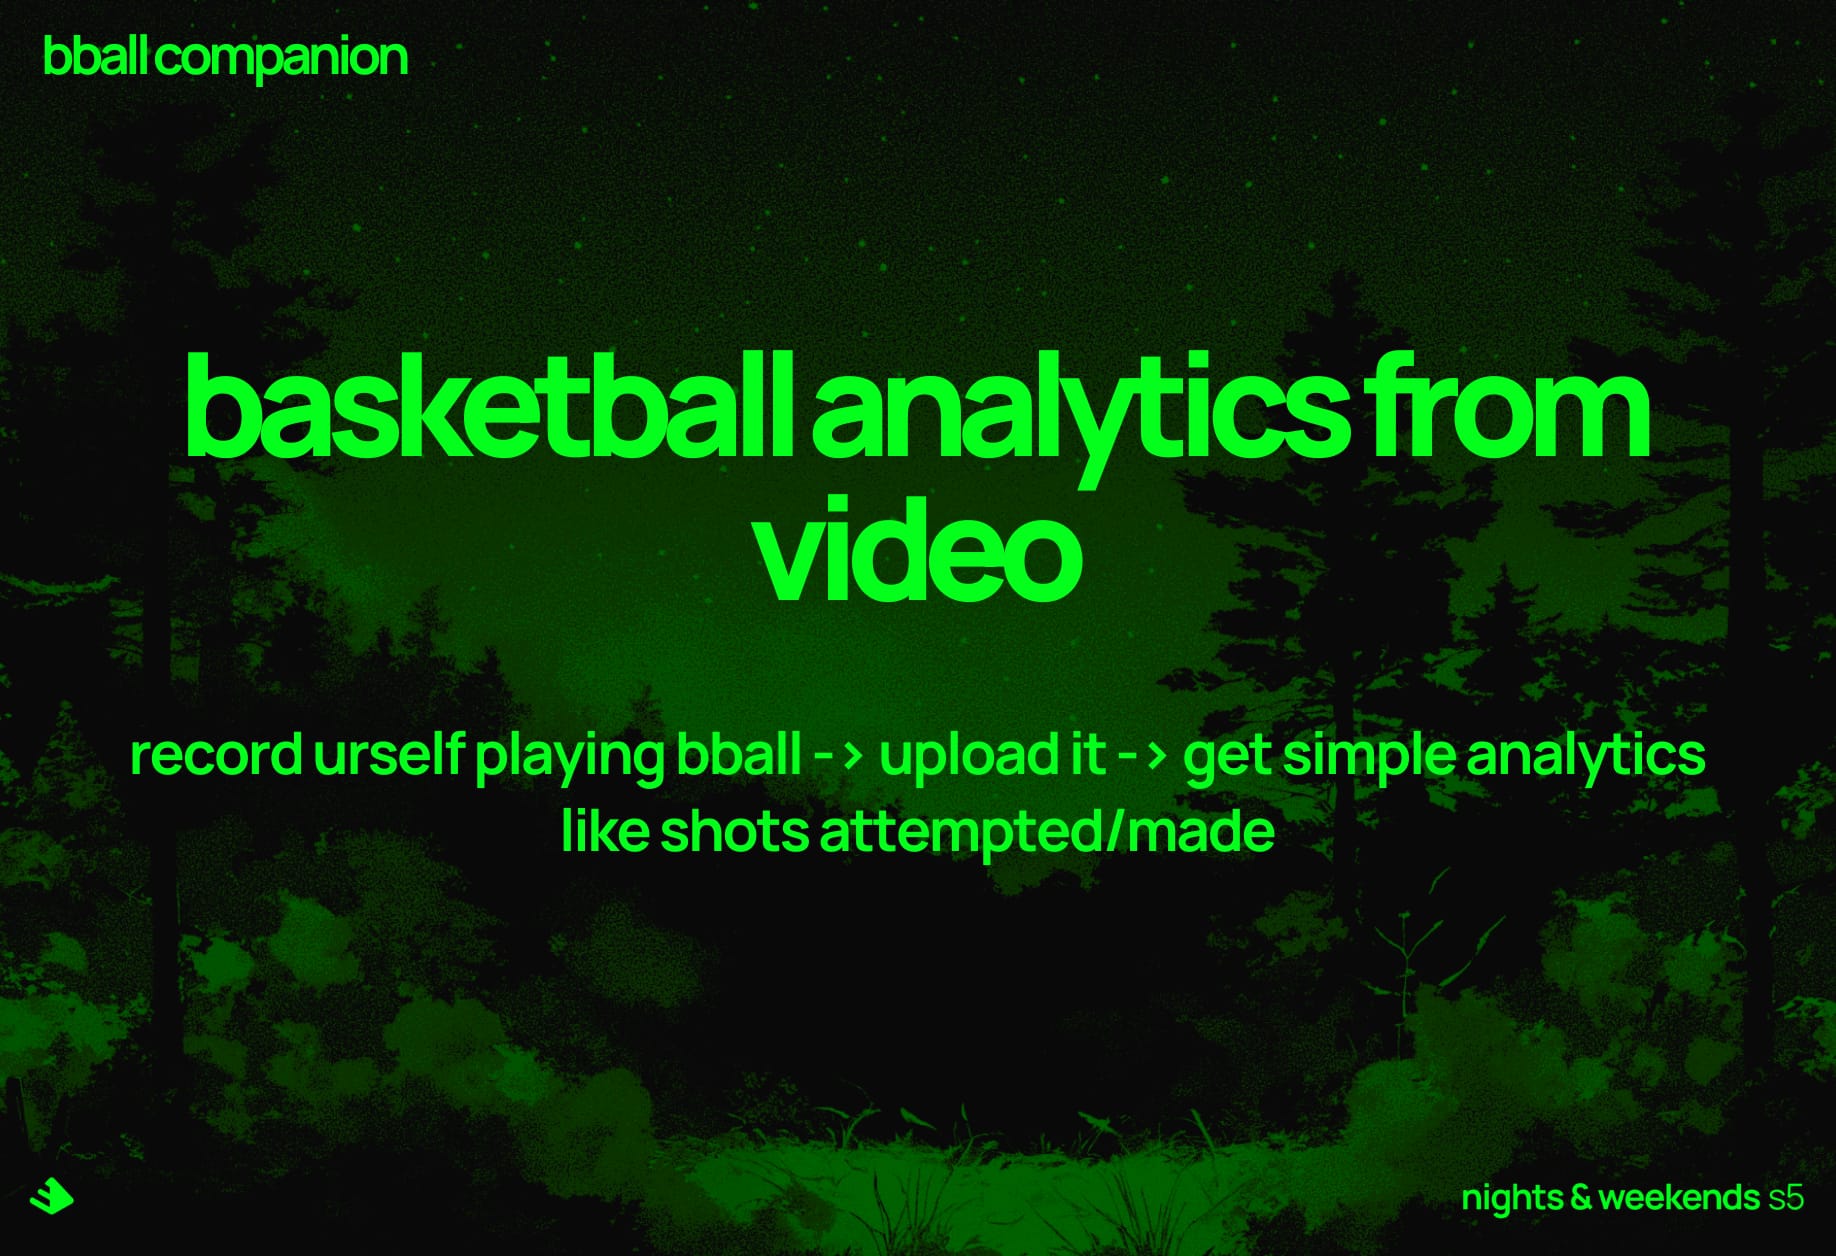 bball companion
basketball analytics from
video
record urself playing bball -> upload it -> get simple analytics
like shots attempted/made
nights & weekends s5